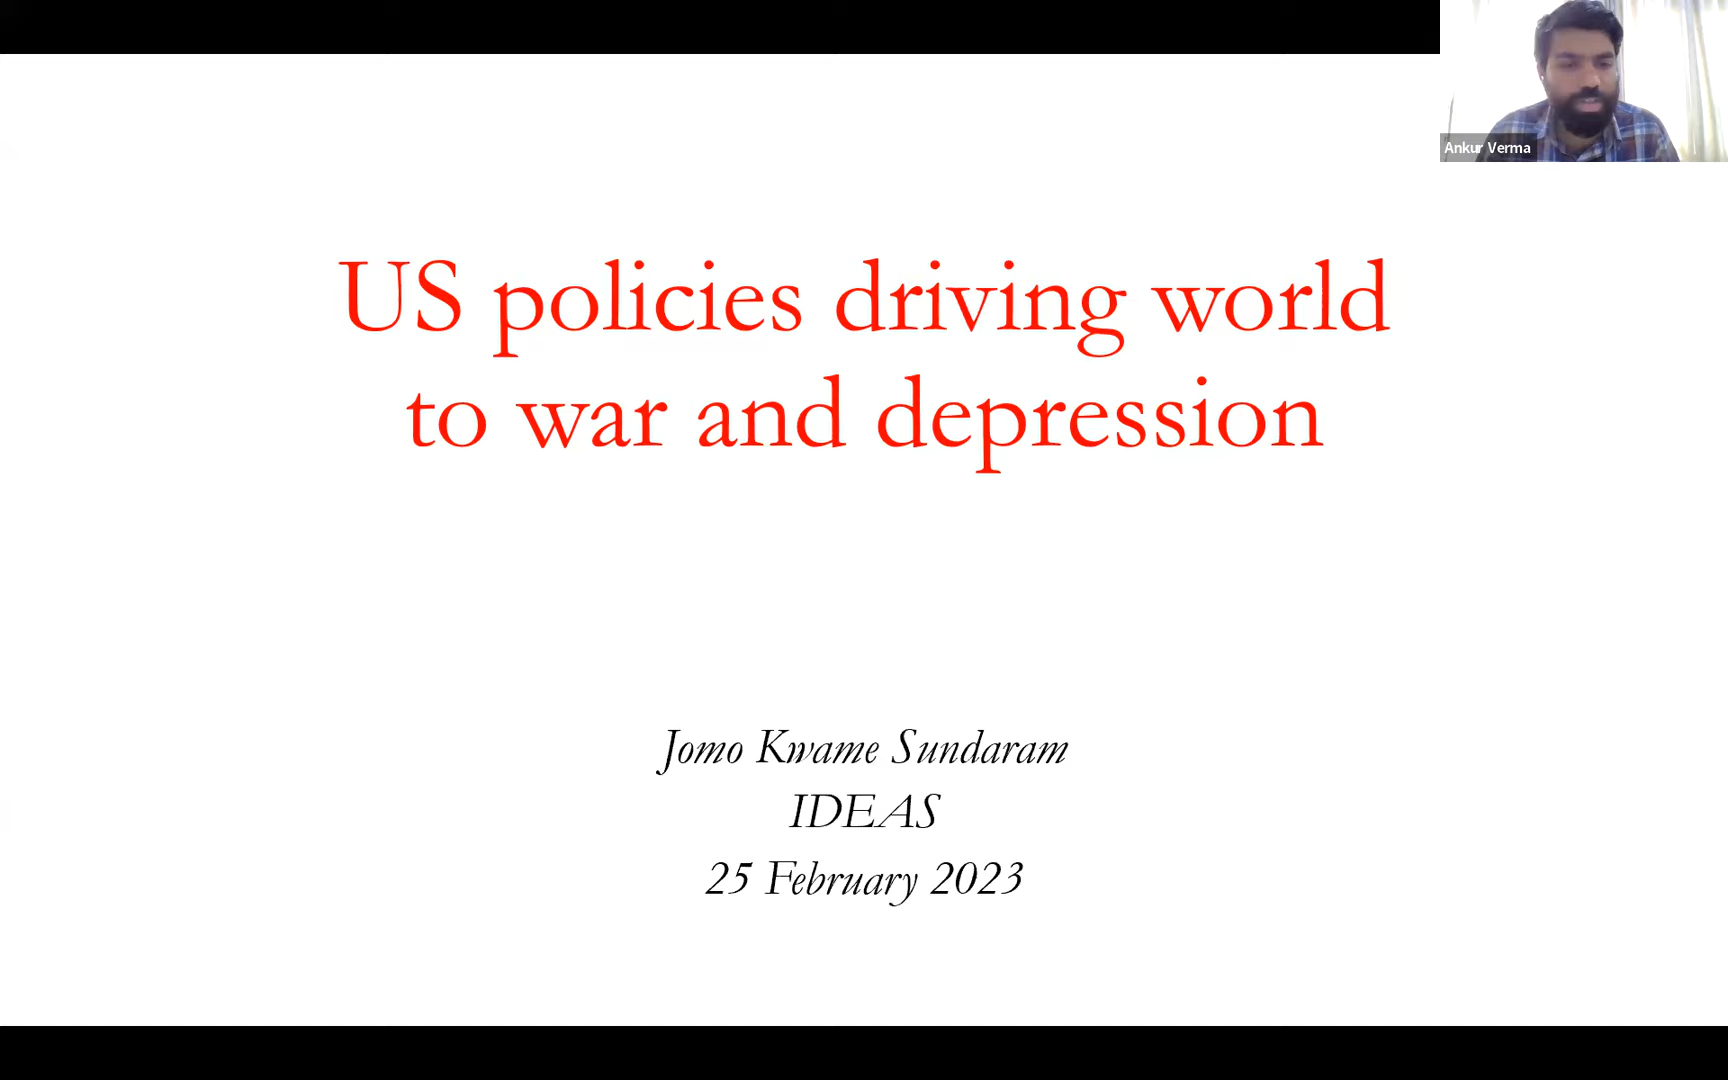 Ankur Verma
US policies driving world
to war and depression
Jomo Kwame Sundaram
IDEAS
25 February 2023